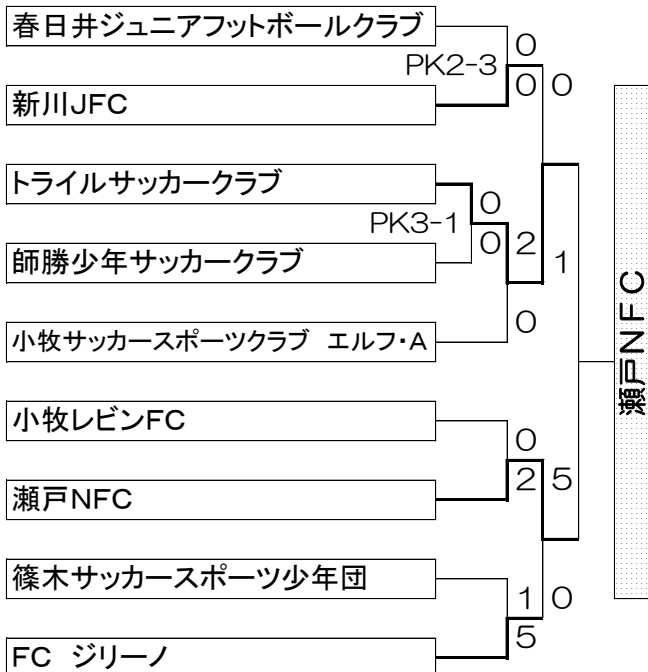 春日井ジュニアフットボールクラブ
0
PK2-3
0
0
新川JFC
トライルサッカークラブ
0
PK3-1
0
2
1
師勝少年サッカークラブ
0
小牧サッカースポーツクラブ　エルフ・A
小牧レビンFC
0
2
5
瀬戸NFC
篠木サッカースポーツ少年団
1
0
5
FC　ジリーノ
瀬戸NFC